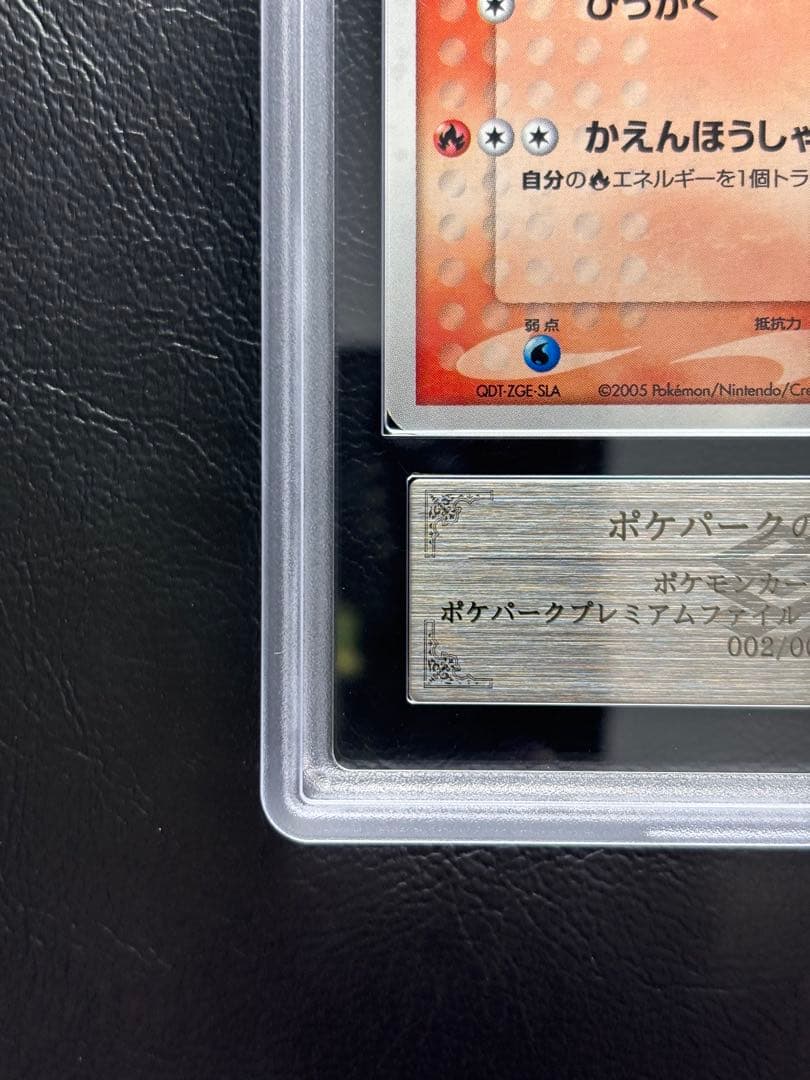 ひっかく
かえんほうしゃ
自分の エネルギーを1個トラ
弱点
抵抗力
QDT-ZGE-SLA ©2005 Pokémon/Nintendo/Cre
ポケパークの
ポケモンカー
ポケパークプレミアムファイル
002/00